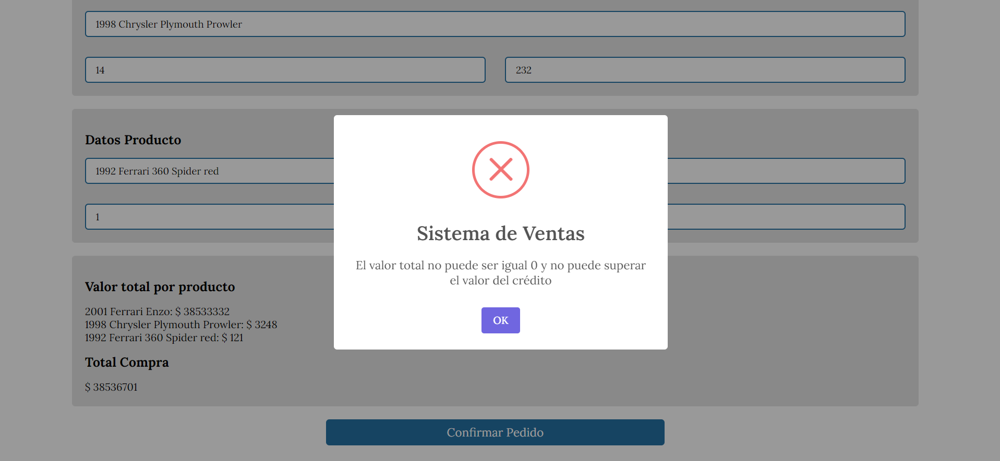 1998 Chrysler Plymouth Prowler
14
232
Datos Producto
1992 Ferrari 360 Spider red
1
Sistema de Ventas
El valor total no puede ser igual 0 y no puede superar
el valor del crédito
OK
Valor total por producto
2001 Ferrari Enzo: $ 38533332
1998 Chrysler Plymouth Prowler: $ 3248
1992 Ferrari 360 Spider red: $ 121
Total Compra
$ 38536701
Confirmar Pedido